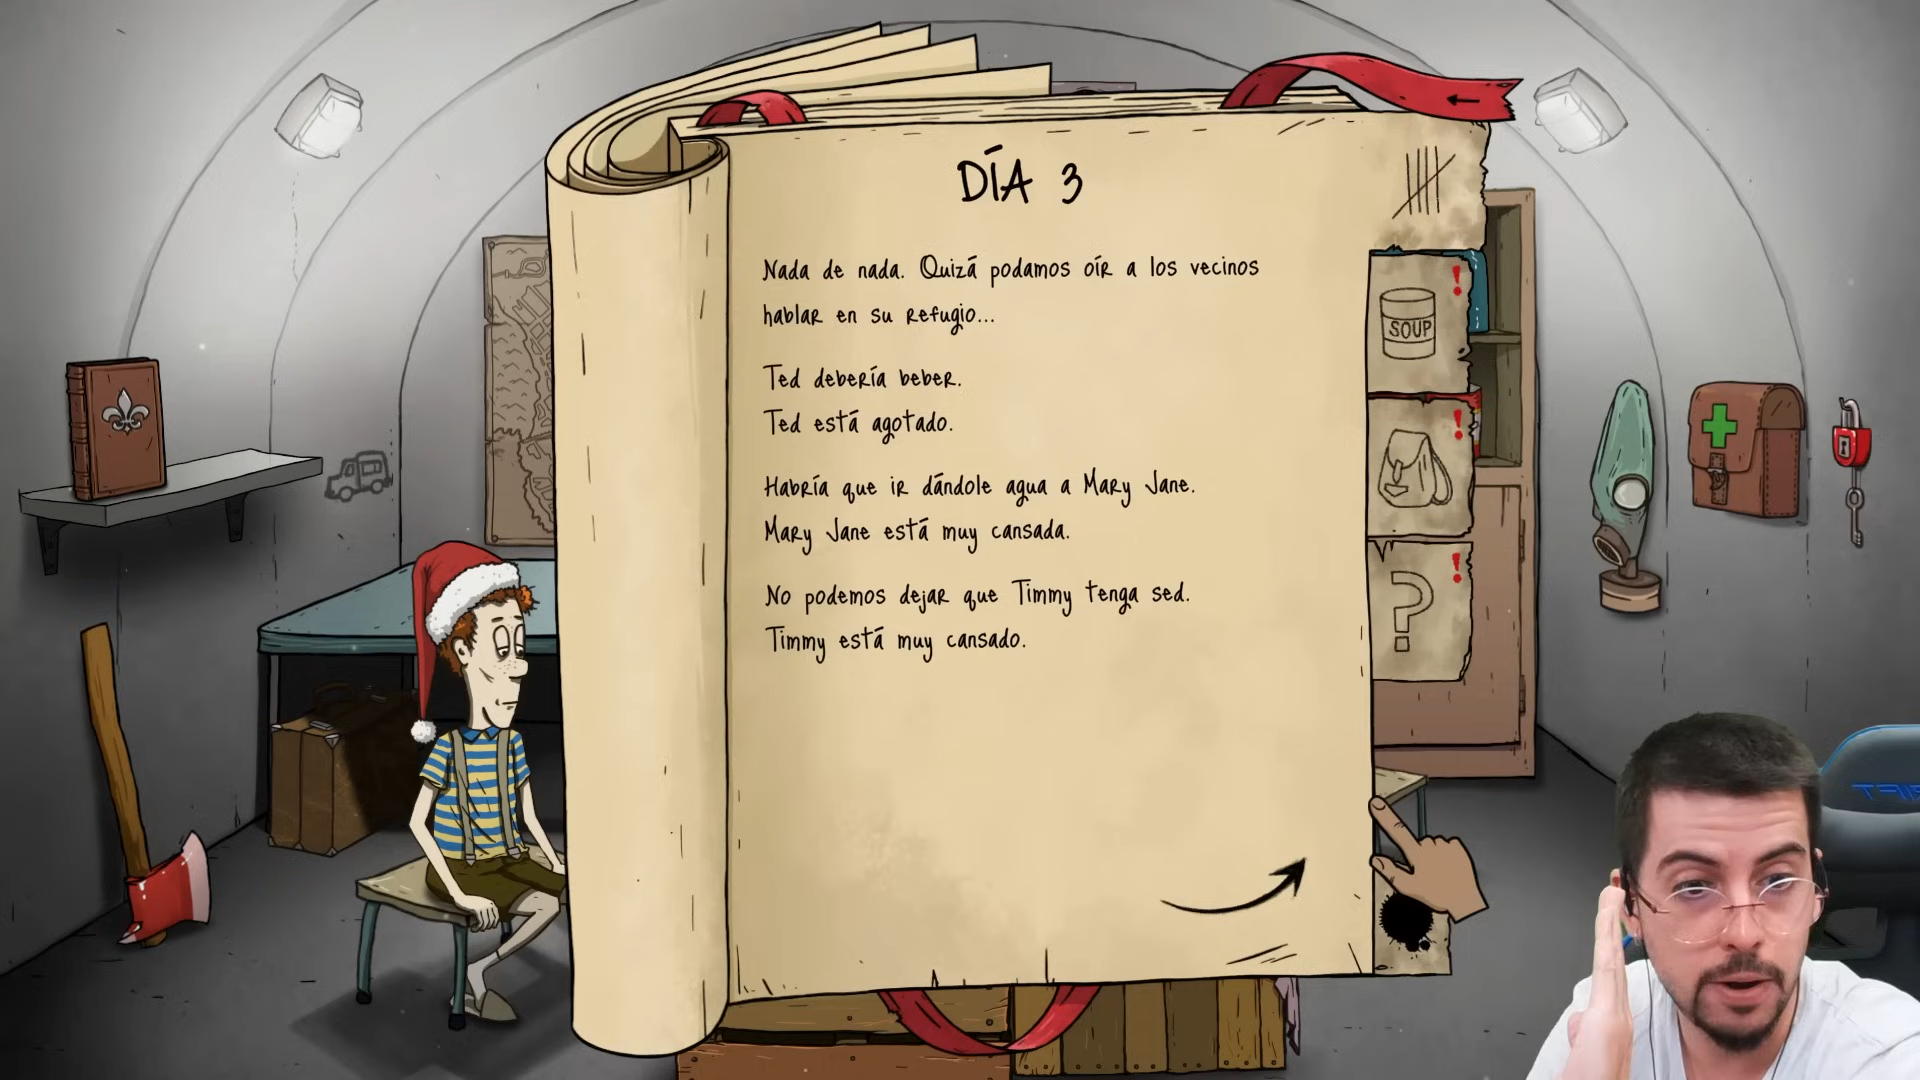 DÍA 3
Nada de nada. Quizá podamos oír a los vecinos
hablar en su refugio...
Ted debería beber.
Ted está agotado.
Habría que ir dándole agua a Mary Jane.
Mary Jane está muy cansada.
No podemos dejar que Timmy tenga sed.
Timmy está muy cansado.
!
SOUP
!
!
?